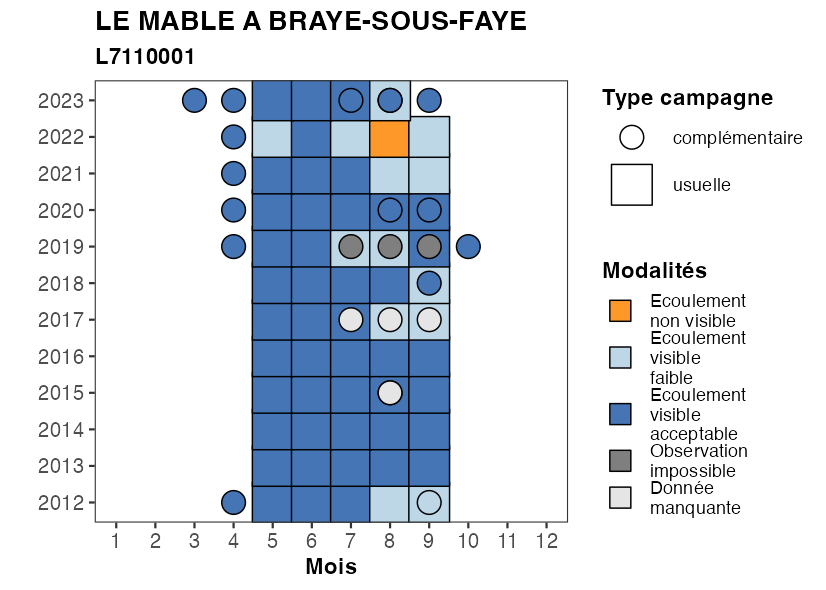 LE MABLE A BRAYE-SOUS-FAYE
L7110001
2023
2022
2021
2020
2019
2018
2017
2016
2015
2014
2013
2012
1 2 3 4 5 6 7 8 9 10 11 12
Mois
Type campagne
complémentaire
usuelle
Modalités
Ecoulement
non visible
Ecoulement
visible
faible
Ecoulement
visible
acceptable
Observation
impossible
Donnée
manquante